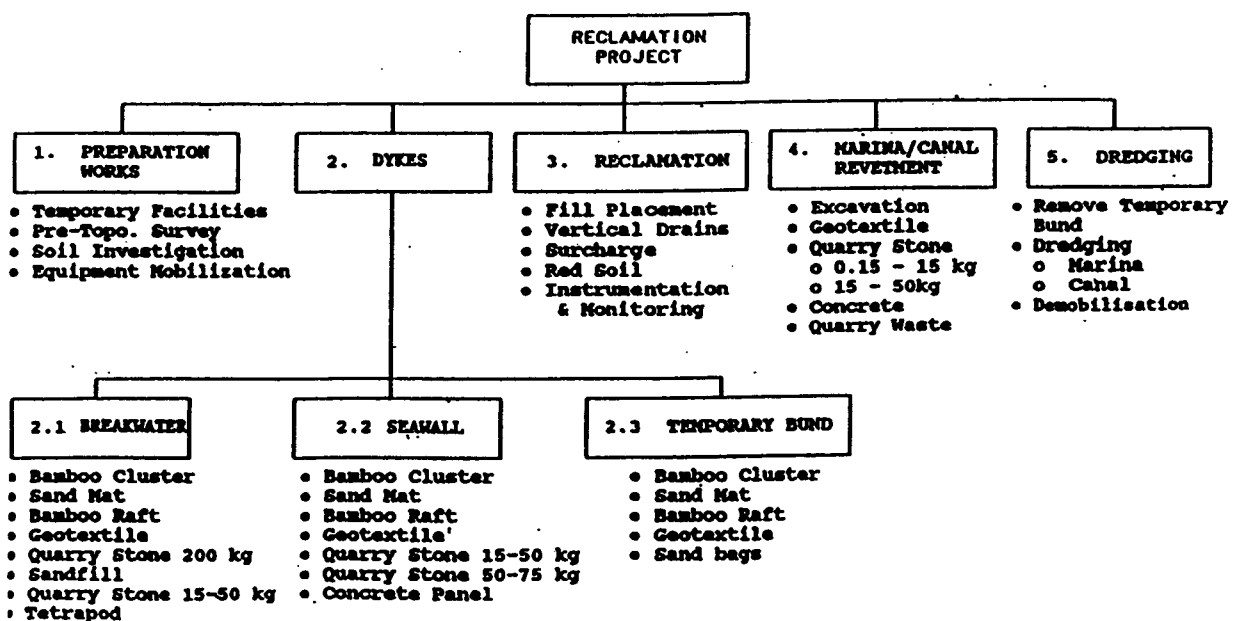 RECLAMATION
PROJECT
1. PREPARATION
WORKS
• Temporary Facilities
• Pre-Topo. Survey
• Soil Investigation
• Equipment Mobilization
2. DYKES
3. RECLAMATION
• Fill Placement
• Vertical Drains
• Surcharge
• Red Soil
• Instrumentation
& Monitoring
4. MARINA/CANAL
REVETMENT
• Excavation
• Geotextile
• Quarry Stone
o 0.15 - 15 kg
o 15 - 50kg
• Concrete
• Quarry Waste
5. DREDGING
• Remove Temporary
Bund
• Dredging
o Marina
o Canal
• Demobilisation
2.1 BREAKWATER
• Bamboo Cluster
• Sand Mat
• Bamboo Raft
• Geotextile
• Quarry Stone 200 kg
• Sandfill
• Quarry Stone 15-50 kg
• Tetrapod
2.2 SEAWALL
• Bamboo Cluster
• Sand Mat
• Bamboo Raft
• Geotextile'
• Quarry Stone 15-50 kg
• Quarry Stone 50-75 kg
• Concrete Panel
2.3 TEMPORARY BUND
• Bamboo Cluster
• Sand Mat
• Bamboo Raft
• Geotextile
• Sand bags